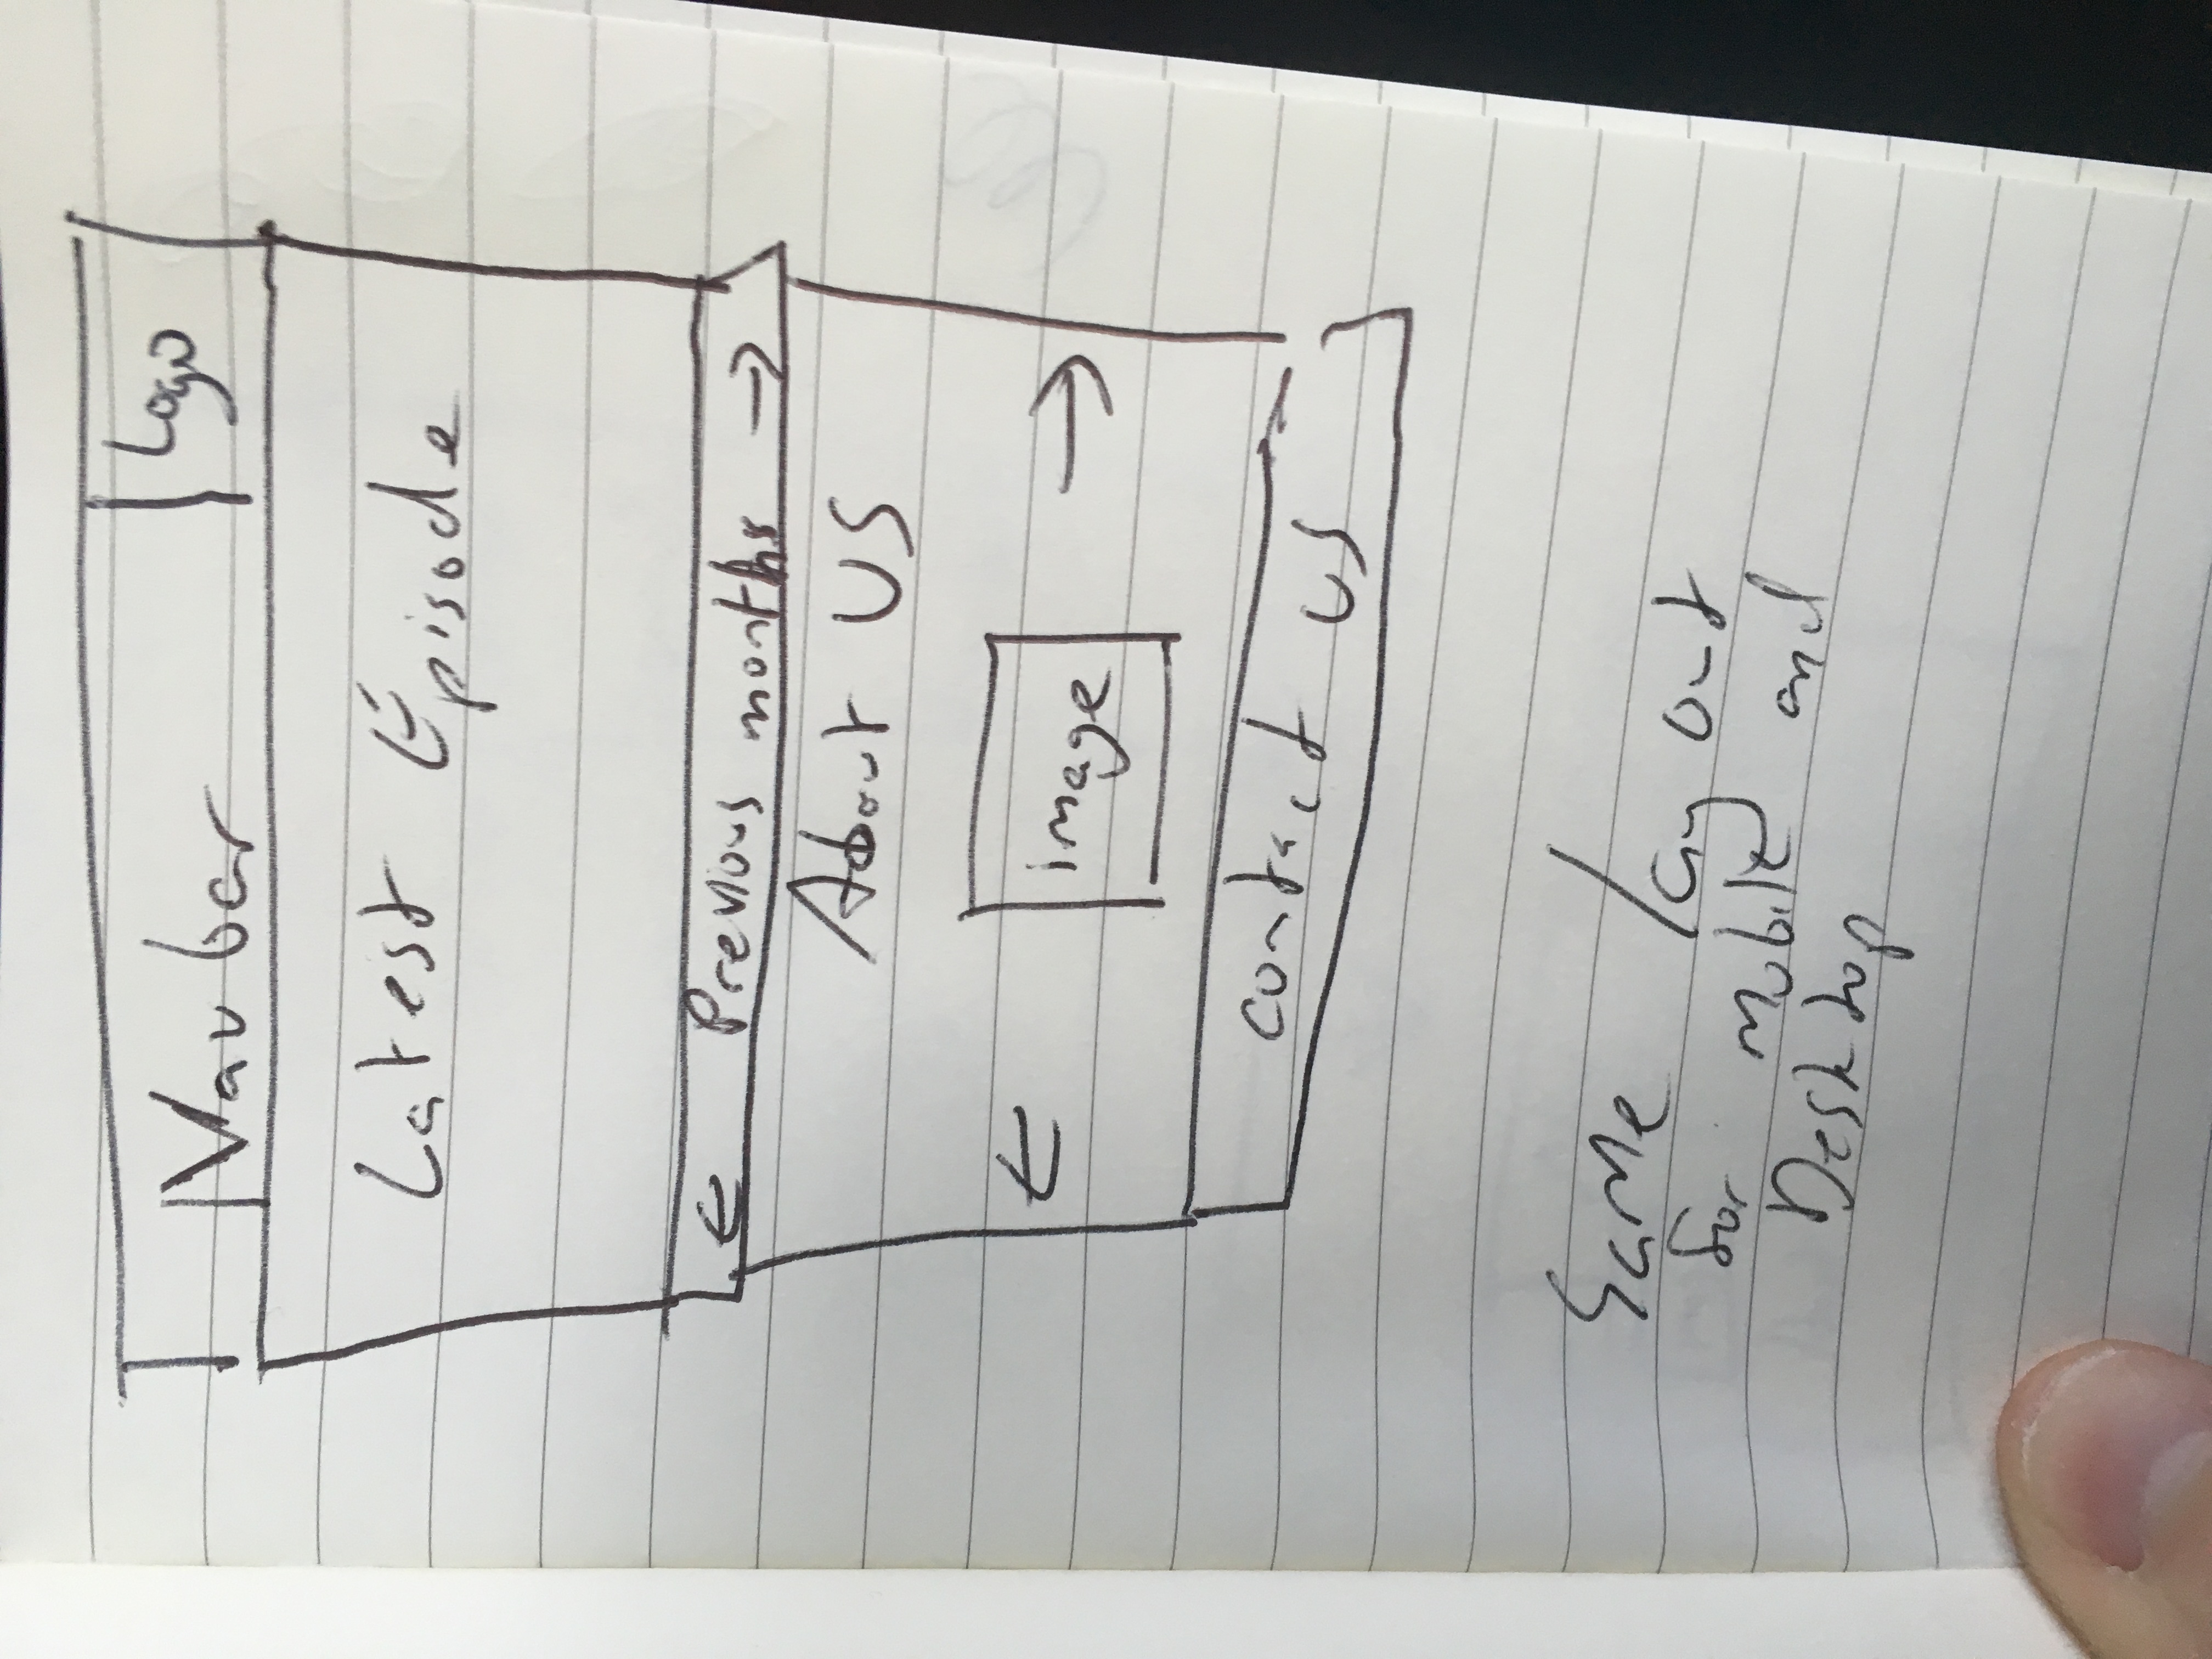 Navbar
Logo
Latest Episode
← Previous months →
About US
← image →
contact us
Same layout
for mobile and
Desktop